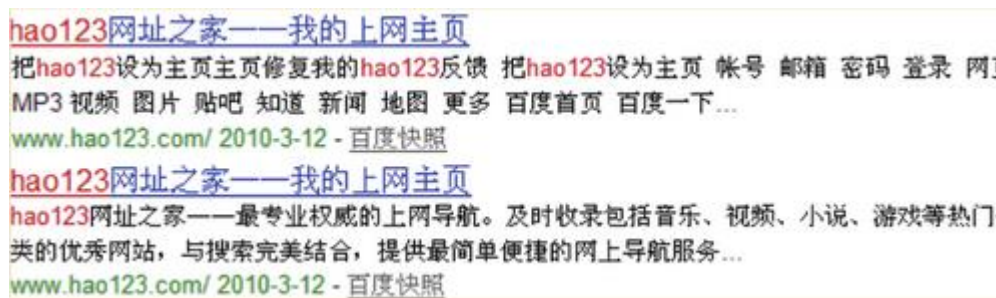 hao123网址之家——我的上网主页
把hao123设为主页主页修复我的hao123反馈 把hao123设为主页 帐号 邮箱 密码 登录 网页
MP3 视频 图片 贴吧 知道 新闻 地图 更多 百度首页 百度一下...
www.hao123.com/ 2010-3-12 - 百度快照
hao123网址之家——我的上网主页
hao123网址之家——最专业权威的上网导航。及时收录包括音乐、视频、小说、游戏等热门
类的优秀网站，与搜索完美结合，提供最简单便捷的网上导航服务...
www.hao123.com/ 2010-3-12 - 百度快照